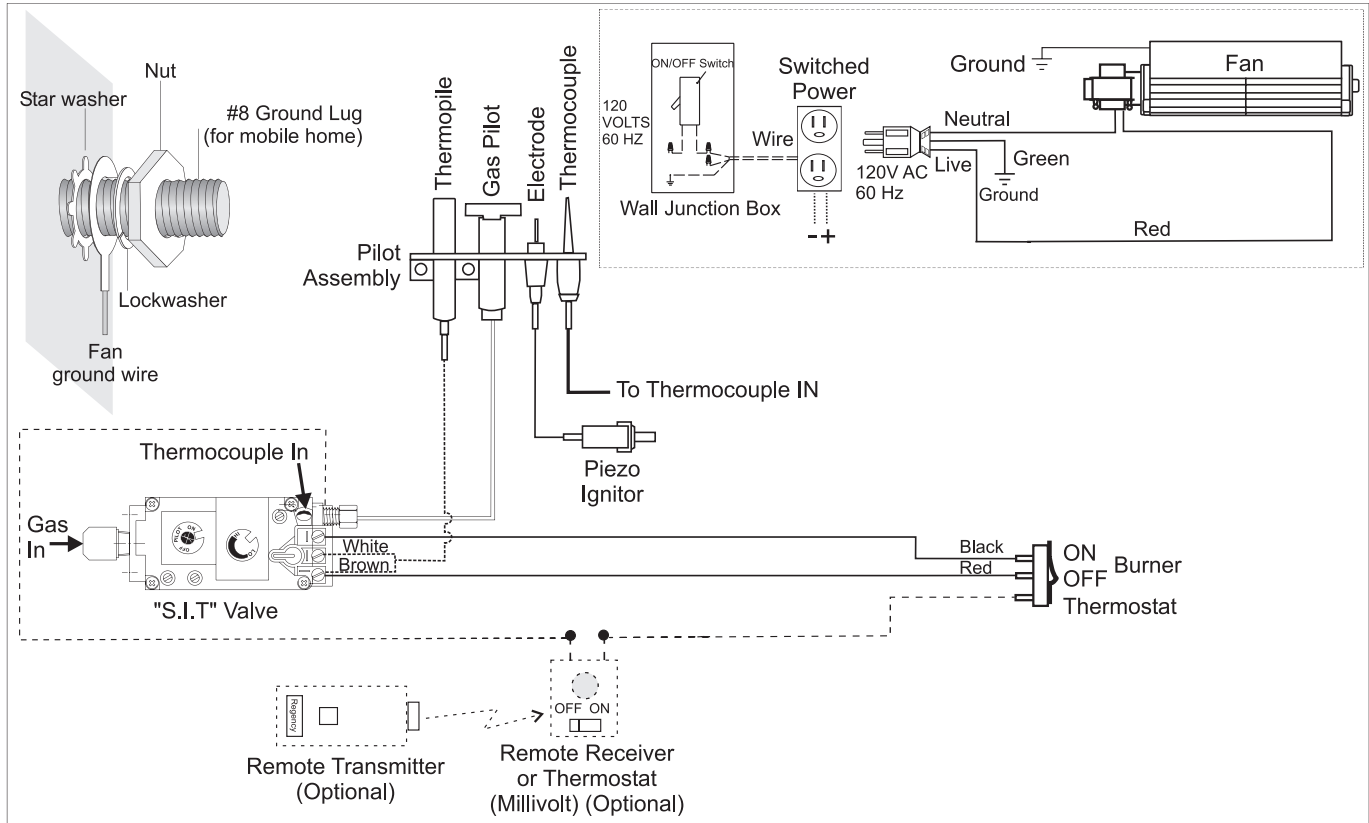 Nut
Star washer
#8 Ground Lug
(for mobile home)
Lockwasher
Fan
ground wire
Thermopile
Gas Pilot
Electrode
Thermocouple
Pilot
Assembly
To Thermocouple IN
Piezo
Ignitor
ON/OFF Switch
120
VOLTS
60 HZ
Wall Junction Box
Switched
Power
Wire
-+
120V AC
60 Hz
Ground
Fan
Neutral
Live
Green
Ground
Red
Thermocouple In
Gas
In
OFF PILOT ON
LO HI
White
Brown
"S.I.T" Valve
Black
Red
ON
OFF
Burner
Thermostat
Regency
Remote Transmitter
(Optional)
OFF ON
Remote Receiver
or Thermostat
(Millivolt) (Optional)